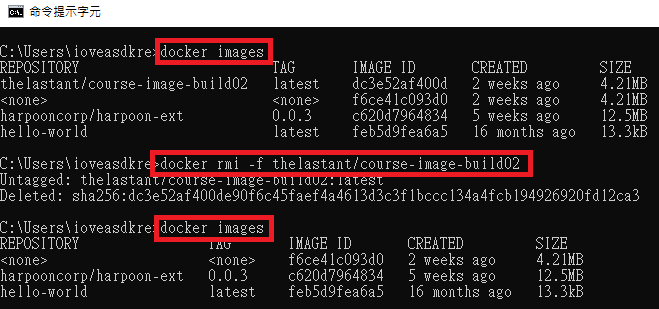 命令提示字元
C:\Users\ioveasdkre>docker images
REPOSITORY TAG IMAGE ID CREATED SIZE
thelastant/course-image-build02 latest dc3e52af400d 2 weeks ago 4.21MB
<none> <none> f6ce41c093d0 2 weeks ago 4.21MB
harpooncorp/harpoon-ext 0.0.3 c620d7964834 5 weeks ago 12.5MB
hello-world latest feb5d9fea6a5 16 months ago 13.3kB
C:\Users\ioveasdkre>docker rmi -f thelastant/course-image-build02
Untagged: thelastant/course-image-build02:latest
Deleted: sha256:dc3e52af400de90f6c45faef4a4613d3c3f1bccc134a4fcb194926920fd12ca3
C:\Users\ioveasdkre>docker images
REPOSITORY TAG IMAGE ID CREATED SIZE
<none> <none> f6ce41c093d0 2 weeks ago 4.21MB
harpooncorp/harpoon-ext 0.0.3 c620d7964834 5 weeks ago 12.5MB
hello-world latest feb5d9fea6a5 16 months ago 13.3kB